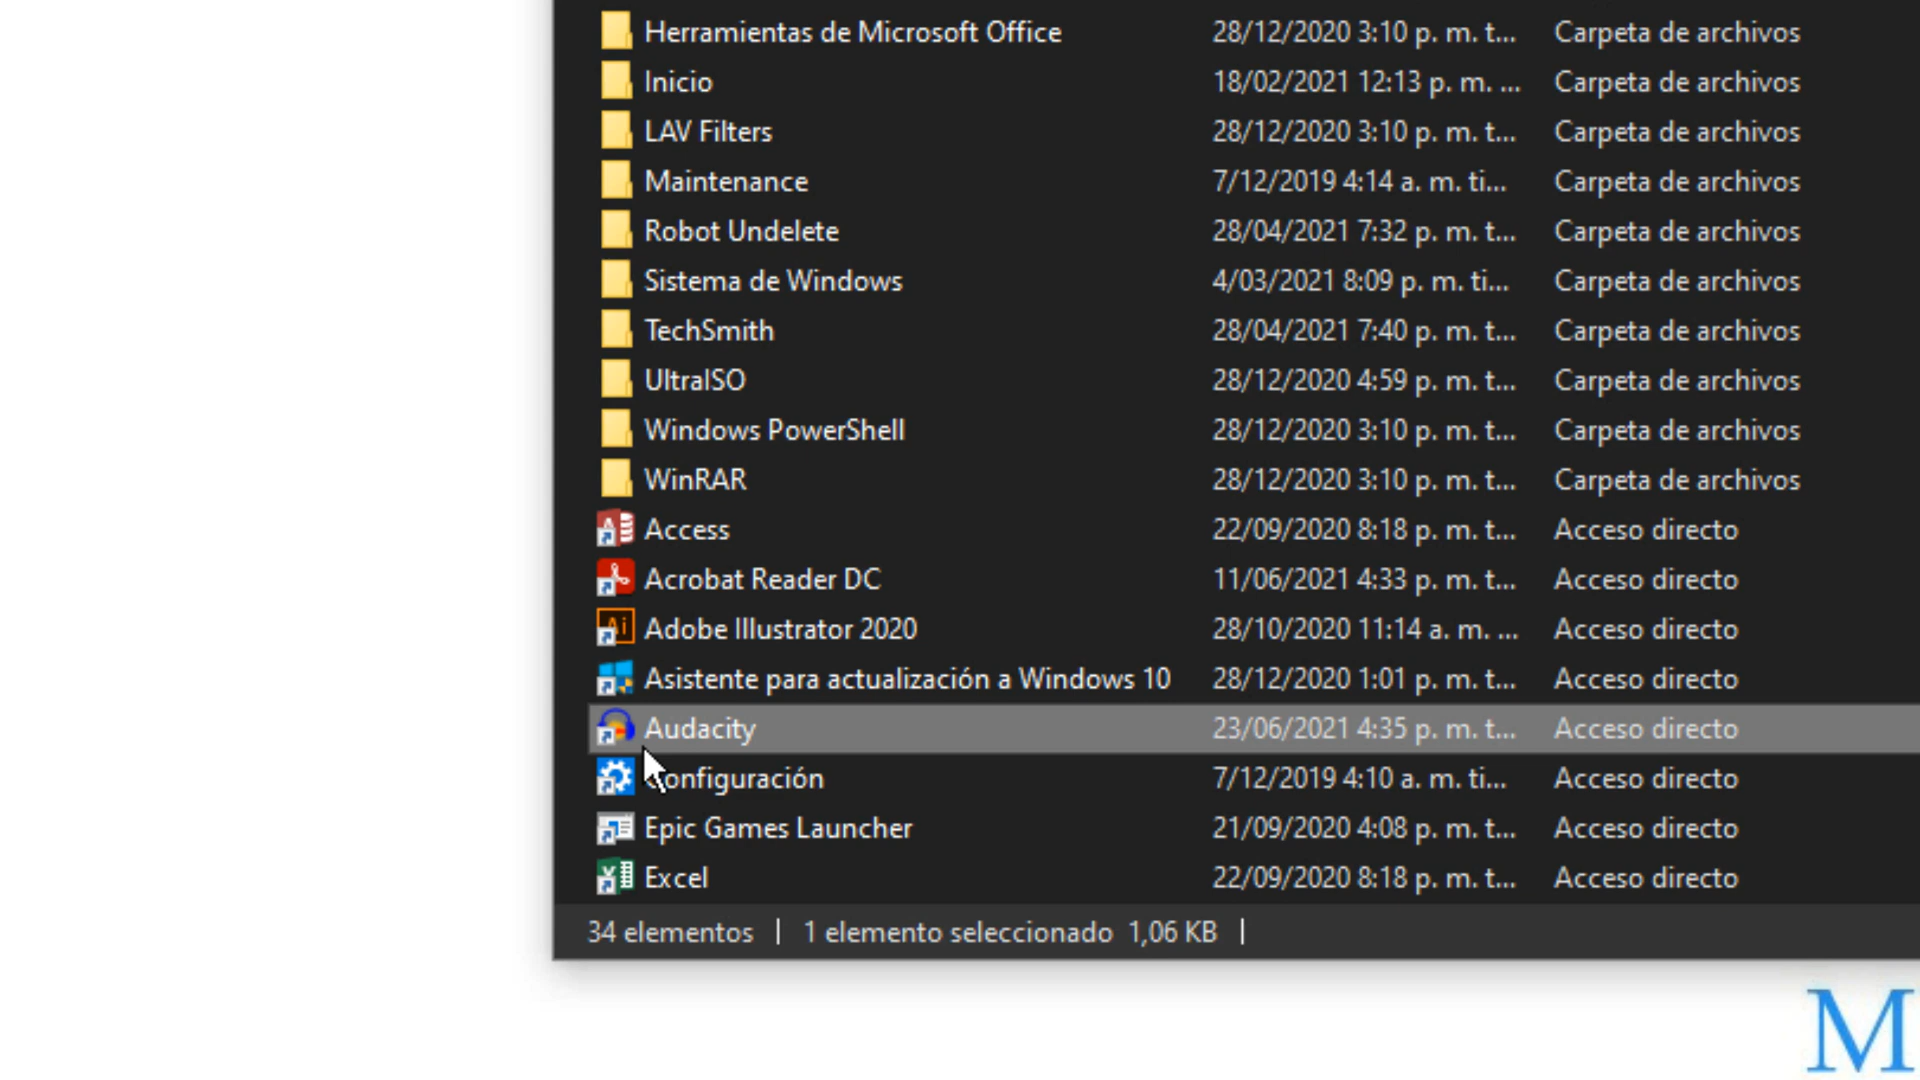 Herramientas de Microsoft Office 28/12/2020 3:10 p. m. t... Carpeta de archivos
Inicio 18/02/2021 12:13 p. m. ... Carpeta de archivos
LAV Filters 28/12/2020 3:10 p. m. t... Carpeta de archivos
Maintenance 7/12/2019 4:14 a. m. ti... Carpeta de archivos
Robot Undelete 28/04/2021 7:32 p. m. t... Carpeta de archivos
Sistema de Windows 4/03/2021 8:09 p. m. ti... Carpeta de archivos
TechSmith 28/04/2021 7:40 p. m. t... Carpeta de archivos
UltraISO 28/12/2020 4:59 p. m. t... Carpeta de archivos
Windows PowerShell 28/12/2020 3:10 p. m. t... Carpeta de archivos
WinRAR 28/12/2020 3:10 p. m. t... Carpeta de archivos
Access 22/09/2020 8:18 p. m. t... Acceso directo
Acrobat Reader DC 11/06/2021 4:33 p. m. t... Acceso directo
Adobe Illustrator 2020 28/10/2020 11:14 a. m. ... Acceso directo
Asistente para actualización a Windows 10 28/12/2020 1:01 p. m. t... Acceso directo
Audacity 23/06/2021 4:35 p. m. t... Acceso directo
Configuración 7/12/2019 4:10 a. m. ti... Acceso directo
Epic Games Launcher 21/09/2020 4:08 p. m. t... Acceso directo
Excel 22/09/2020 8:18 p. m. t... Acceso directo
34 elementos | 1 elemento seleccionado 1,06 KB |
M